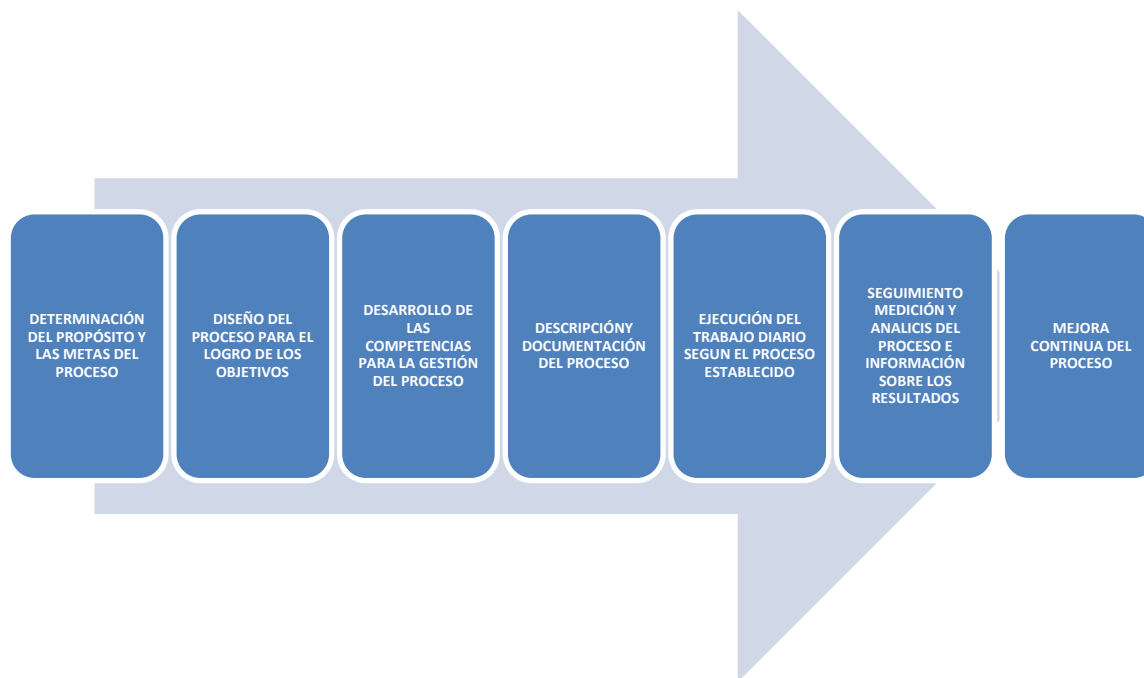 DETERMINACIÓN
DEL PROPÓSITO Y
LAS METAS DEL
PROCESO
DISEÑO DEL
PROCESO PARA EL
LOGRO DE LOS
OBJETIVOS
DESARROLLO DE
LAS
COMPETENCIAS
PARA LA GESTIÓN
DEL PROCESO
DESCRIPCIÓNY
DOCUMENTACIÓN
DEL PROCESO
EJECUCIÓN DEL
TRABAJO DIARIO
SEGUN EL PROCESO
ESTABLECIDO
SEGUIMIENTO
MEDICIÓN Y
ANALICIS DEL
PROCESO E
INFORMACIÓN
SOBRE LOS
RESULTADOS
MEJORA
CONTINUA DEL
PROCESO